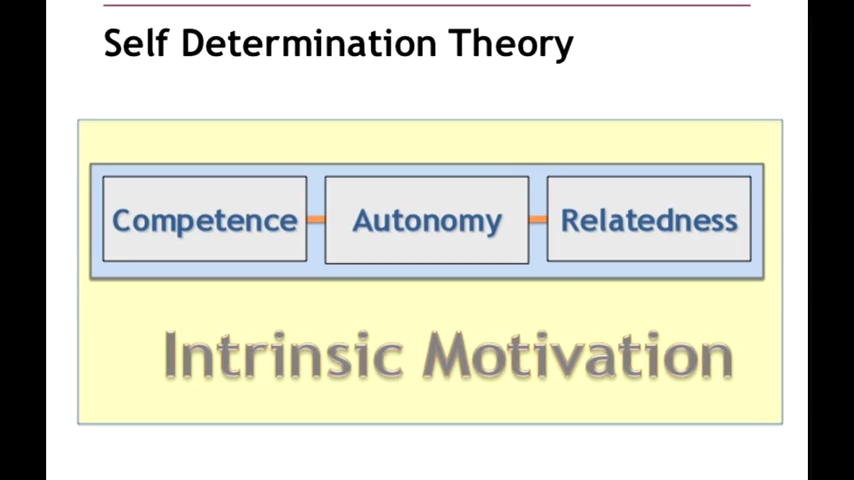 Self Determination Theory
Competence Autonomy Relatedness
Intrinsic Motivation